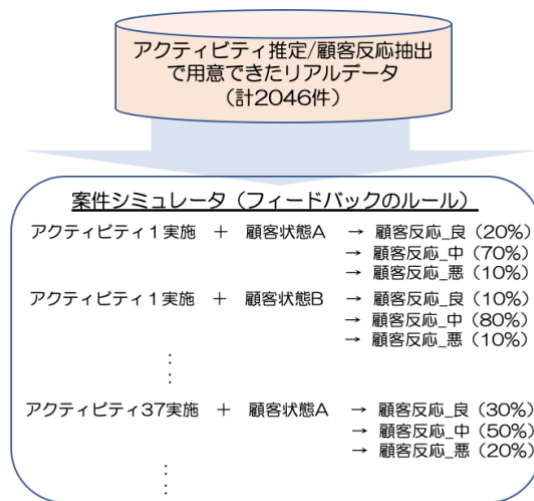 アクティビティ推定/顧客反応抽出
で用意できたリアルデータ
（計2046件）
案件シミュレータ（フィードバックのルール）
アクティビティ1実施 ＋ 顧客状態A → 顧客反応_良（20%）
→ 顧客反応_中（70%）
→ 顧客反応_悪（10%）
アクティビティ1実施 ＋ 顧客状態B → 顧客反応_良（10%）
→ 顧客反応_中（80%）
→ 顧客反応_悪（10%）
：
：
アクティビティ37実施 ＋ 顧客状態A → 顧客反応_良（30%）
→ 顧客反応_中（50%）
→ 顧客反応_悪（20%）
：
：